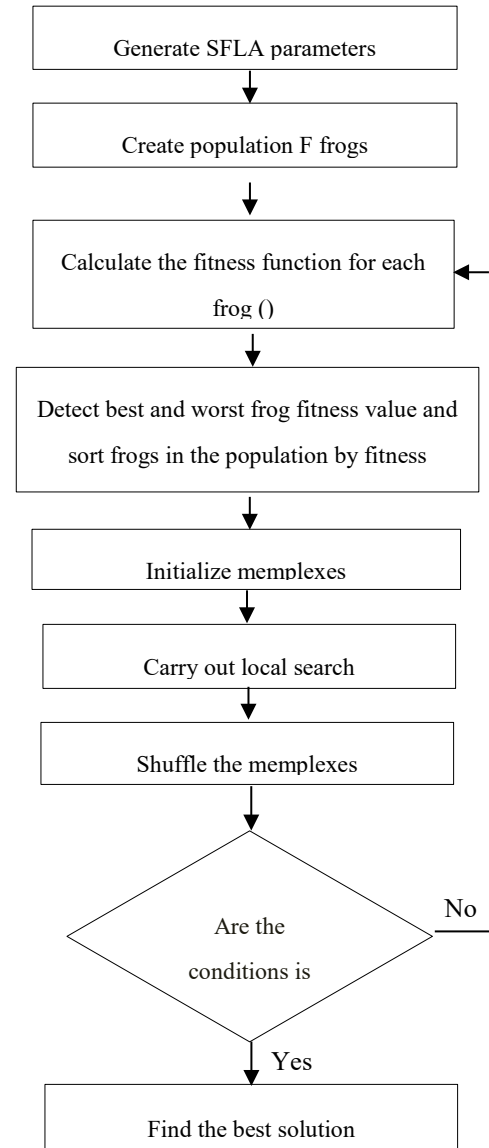 Generate SFLA parameters
Create population F frogs
Calculate the fitness function for each
frog ()
Detect best and worst frog fitness value and
sort frogs in the population by fitness
Initialize memplexes
Carry out local search
Shuffle the memplexes
Are the
conditions is
No
Yes
Find the best solution